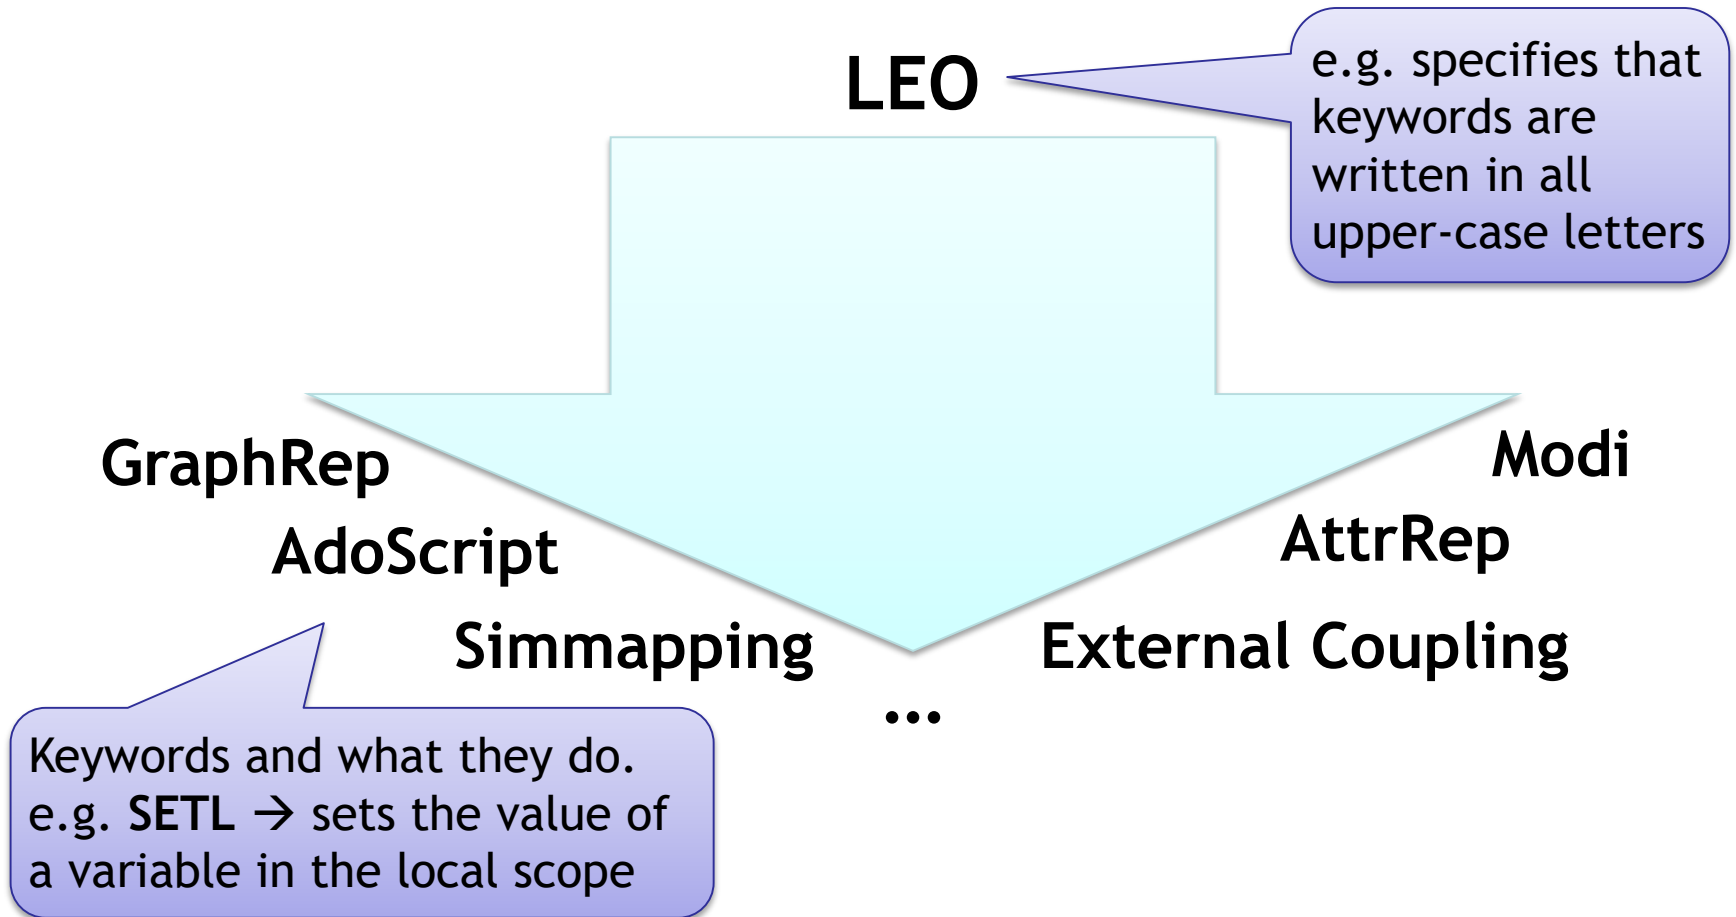 LEO
e.g. specifies that
keywords are
written in all
upper-case letters
GraphRep
Modi
AdoScript
AttrRep
Simmapping
External Coupling
...
Keywords and what they do.
e.g. SETL → sets the value of
a variable in the local scope